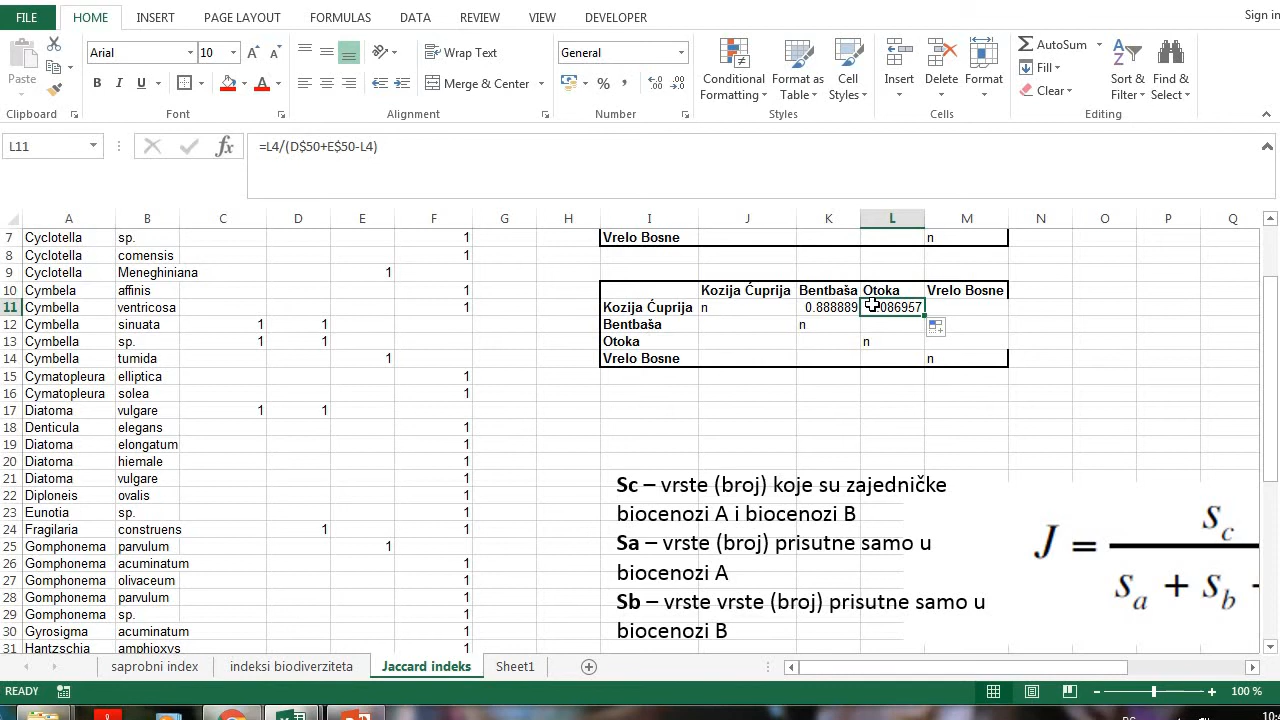 FILE HOME INSERT PAGE LAYOUT FORMULAS DATA REVIEW VIEW DEVELOPER Sign in
Paste Arial 10 Wrap Text General AutoSum
B I U Merge & Center Conditional Formatting Format as Table Cell Styles Insert Delete Format Fill Clear Sort & Filter Find & Select
Clipboard Font Alignment Number Styles Cells Editing
L11 fx =L4/(D$50+E$50-L4)
A B C D E F G H I J K L M N O P Q
7 Cyclotella sp. 1 Vrelo Bosne n
8 Cyclotella comensis 1
9 Cyclotella Meneghiniana 1
10 Cymbela affinis 1 Kozija Ćuprija Bentbaša Otoka Vrelo Bosne
11 Cymbella ventricosa 1 Kozija Ćuprija n 0.888889 086957
12 Cymbella sinuata 1 1 Bentbaša n
13 Cymbella sp. 1 1 Otoka n
14 Cymbella tumida 1 Vrelo Bosne n
15 Cymatopleura elliptica 1
16 Cymatopleura solea 1
17 Diatoma vulgare 1 1
18 Denticula elegans 1
19 Diatoma elongatum 1
20 Diatoma hiemale 1
21 Diatoma vulgare 1
22 Diploneis ovalis 1
23 Eunotia sp. 1
24 Fragilaria construens 1 1
25 Gomphonema parvulum 1
26 Gomphonema acuminatum 1
27 Gomphonema olivaceum 1
28 Gomphonema parvulum 1
29 Gomphonema sp. 1
30 Gyrosigma acuminatum 1
31 Hantzschia amphioxys 1
Sc – vrste (broj) koje su zajedničke
biocenozi A i biocenozi B
Sa – vrste (broj) prisutne samo u
biocenozi A
Sb – vrste vrste (broj) prisutne samo u
biocenozi B
J = sc
sa + sb -
saprobni index indeksi biodiverziteta Jaccard indeks Sheet1
READY 100 %